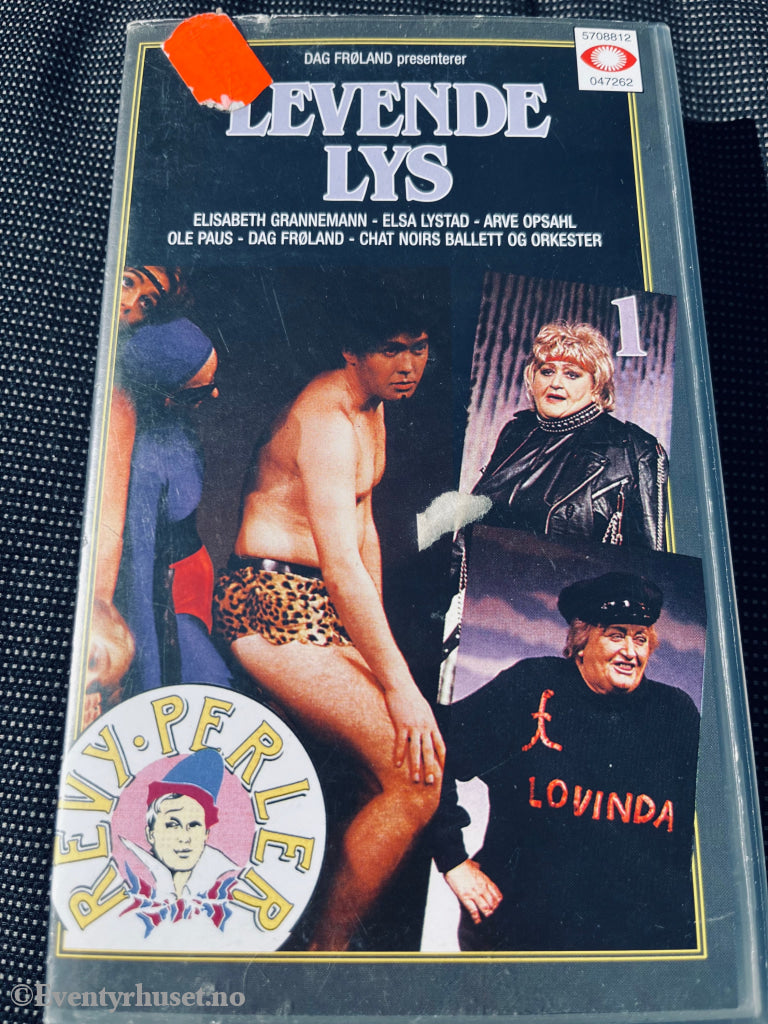 DAG FRØLAND presenterer
5708812
047262
LEVENDE
LYS
ELISABETH GRANNEMANN - ELSA LYSTAD - ARVE OPSAHL
OLE PAUS - DAG FRØLAND - CHAT NOIRS BALLETT OG ORKESTER
1
£
LOVINDA
REVY·PERLER
©Eventyrhuset.no